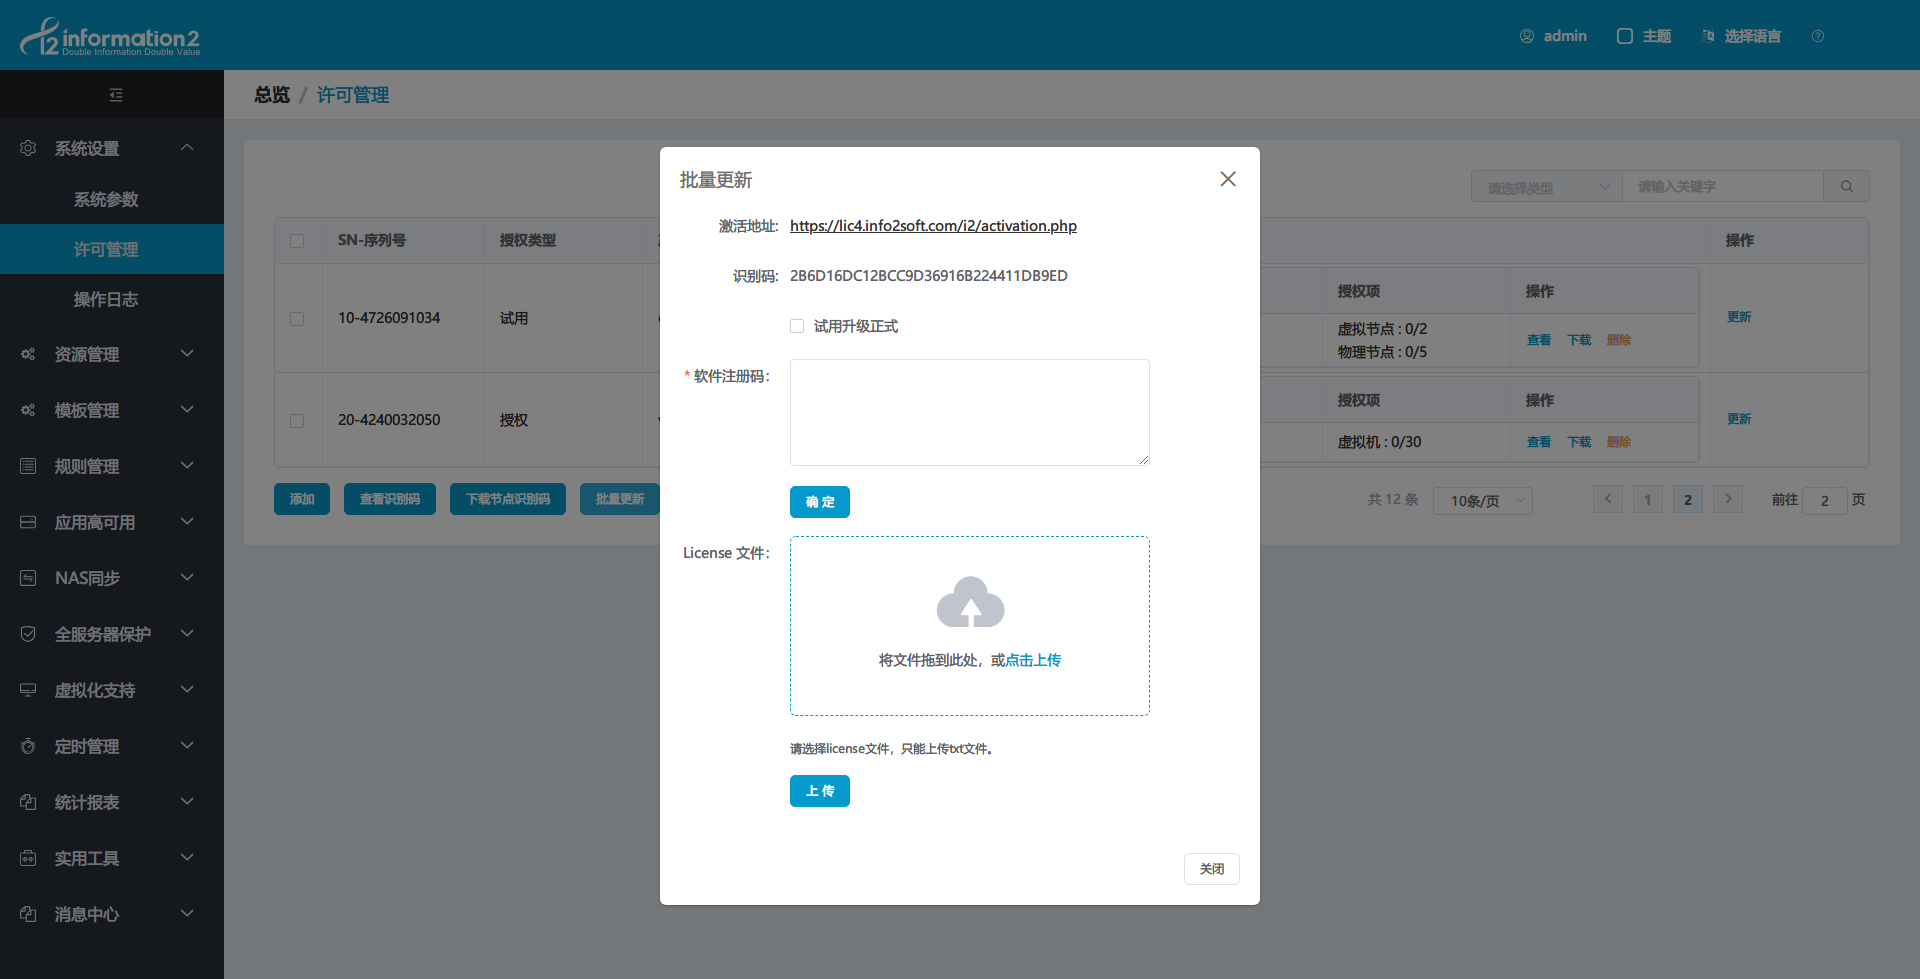 information2
Double Information Double Value
admin
主题
选择语言
总览 / 许可管理
系统设置
系统参数
许可管理
操作日志
资源管理
模板管理
规则管理
应用高可用
NAS同步
全服务器保护
虚拟化支持
定时管理
统计报表
实用工具
消息中心
请选择类型
请输入关键字
SN-序列号
授权类型
操作
10-4726091034
试用
授权项
操作
虚拟节点 : 0/2
物理节点 : 0/5
查看
下载
删除
更新
20-4240032050
授权
授权项
操作
虚拟机 : 0/30
查看
下载
删除
更新
添加
查看识别码
下载节点识别码
批量更新
共 12 条
10条/页
1
2
前往
2
页
批量更新
激活地址:
https://lic4.info2soft.com/i2/activation.php
识别码:
2B6D16DC12BCC9D36916B224411DB9ED
试用升级正式
* 软件注册码：
确 定
License 文件：
将文件拖到此处，或点击上传
请选择license文件，只能上传txt文件。
上 传
关闭